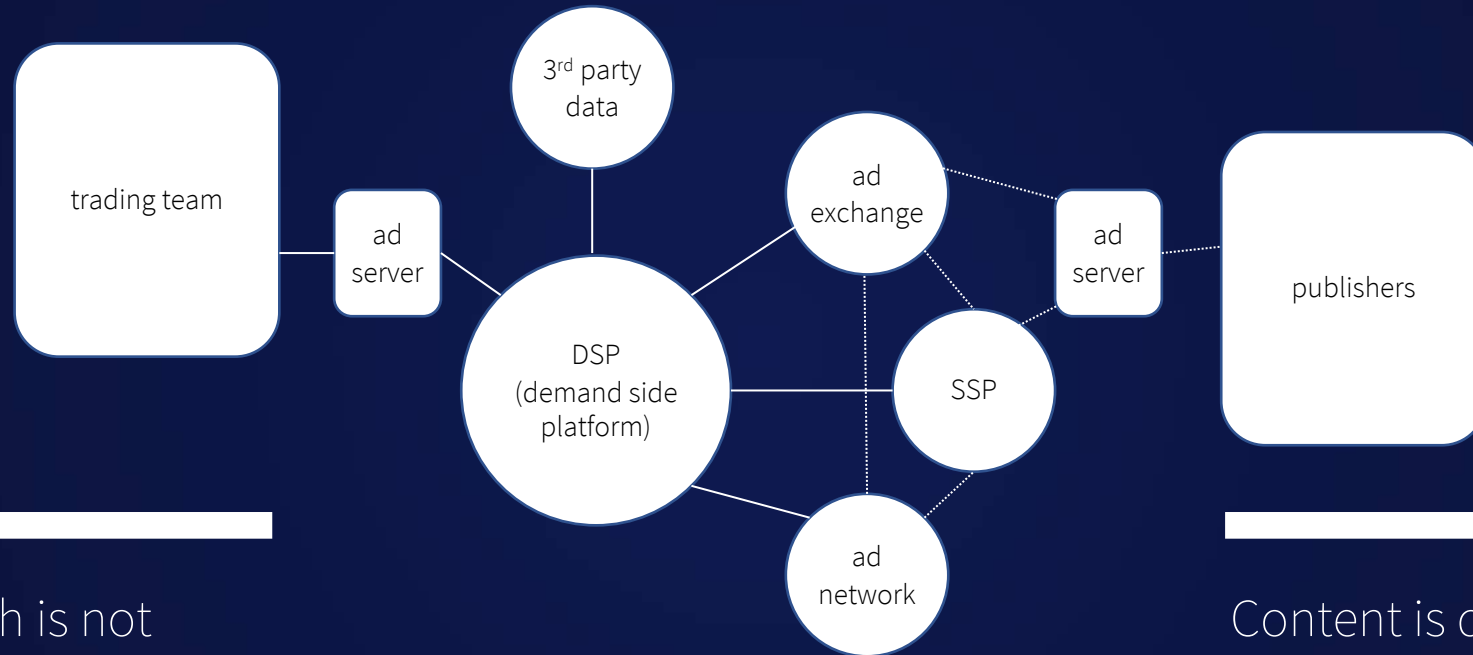 trading team
ad
server
3rd party
data
DSP
(demand side
platform)
ad
exchange
SSP
ad
network
ad
server
publishers
h is not
Content is